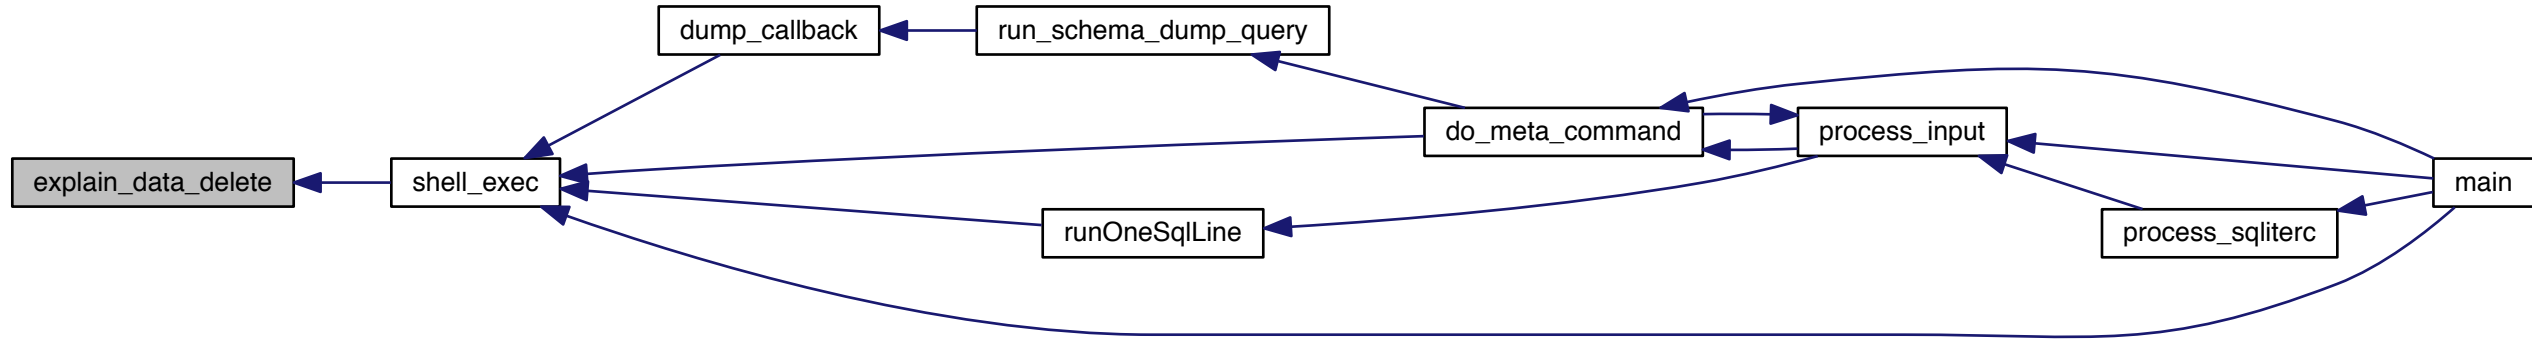 dump_callback
run_schema_dump_query
do_meta_command
process_input
explain_data_delete
shell_exec
main
runOneSqlLine
process_sqliterc